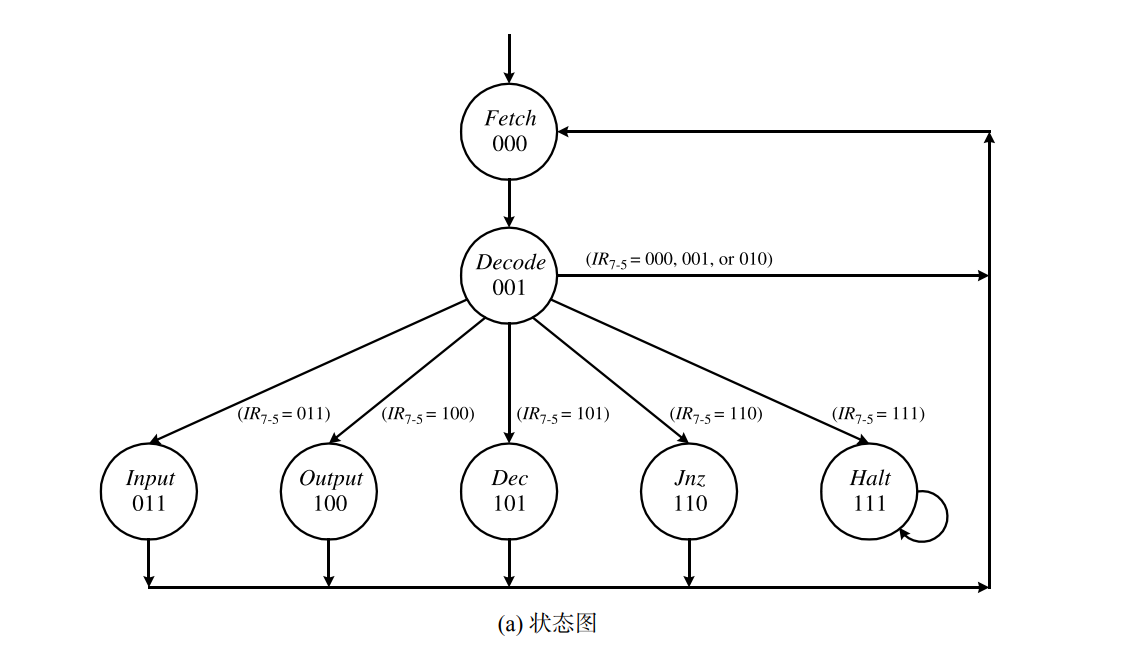 Fetch
000
Decode
001
(IR7-5 = 000, 001, or 010)
(IR7-5 = 011)
(IR7-5 = 100)
(IR7-5 = 101)
(IR7-5 = 110)
(IR7-5 = 111)
Input
011
Output
100
Dec
101
Jnz
110
Halt
111
(a) 状态图